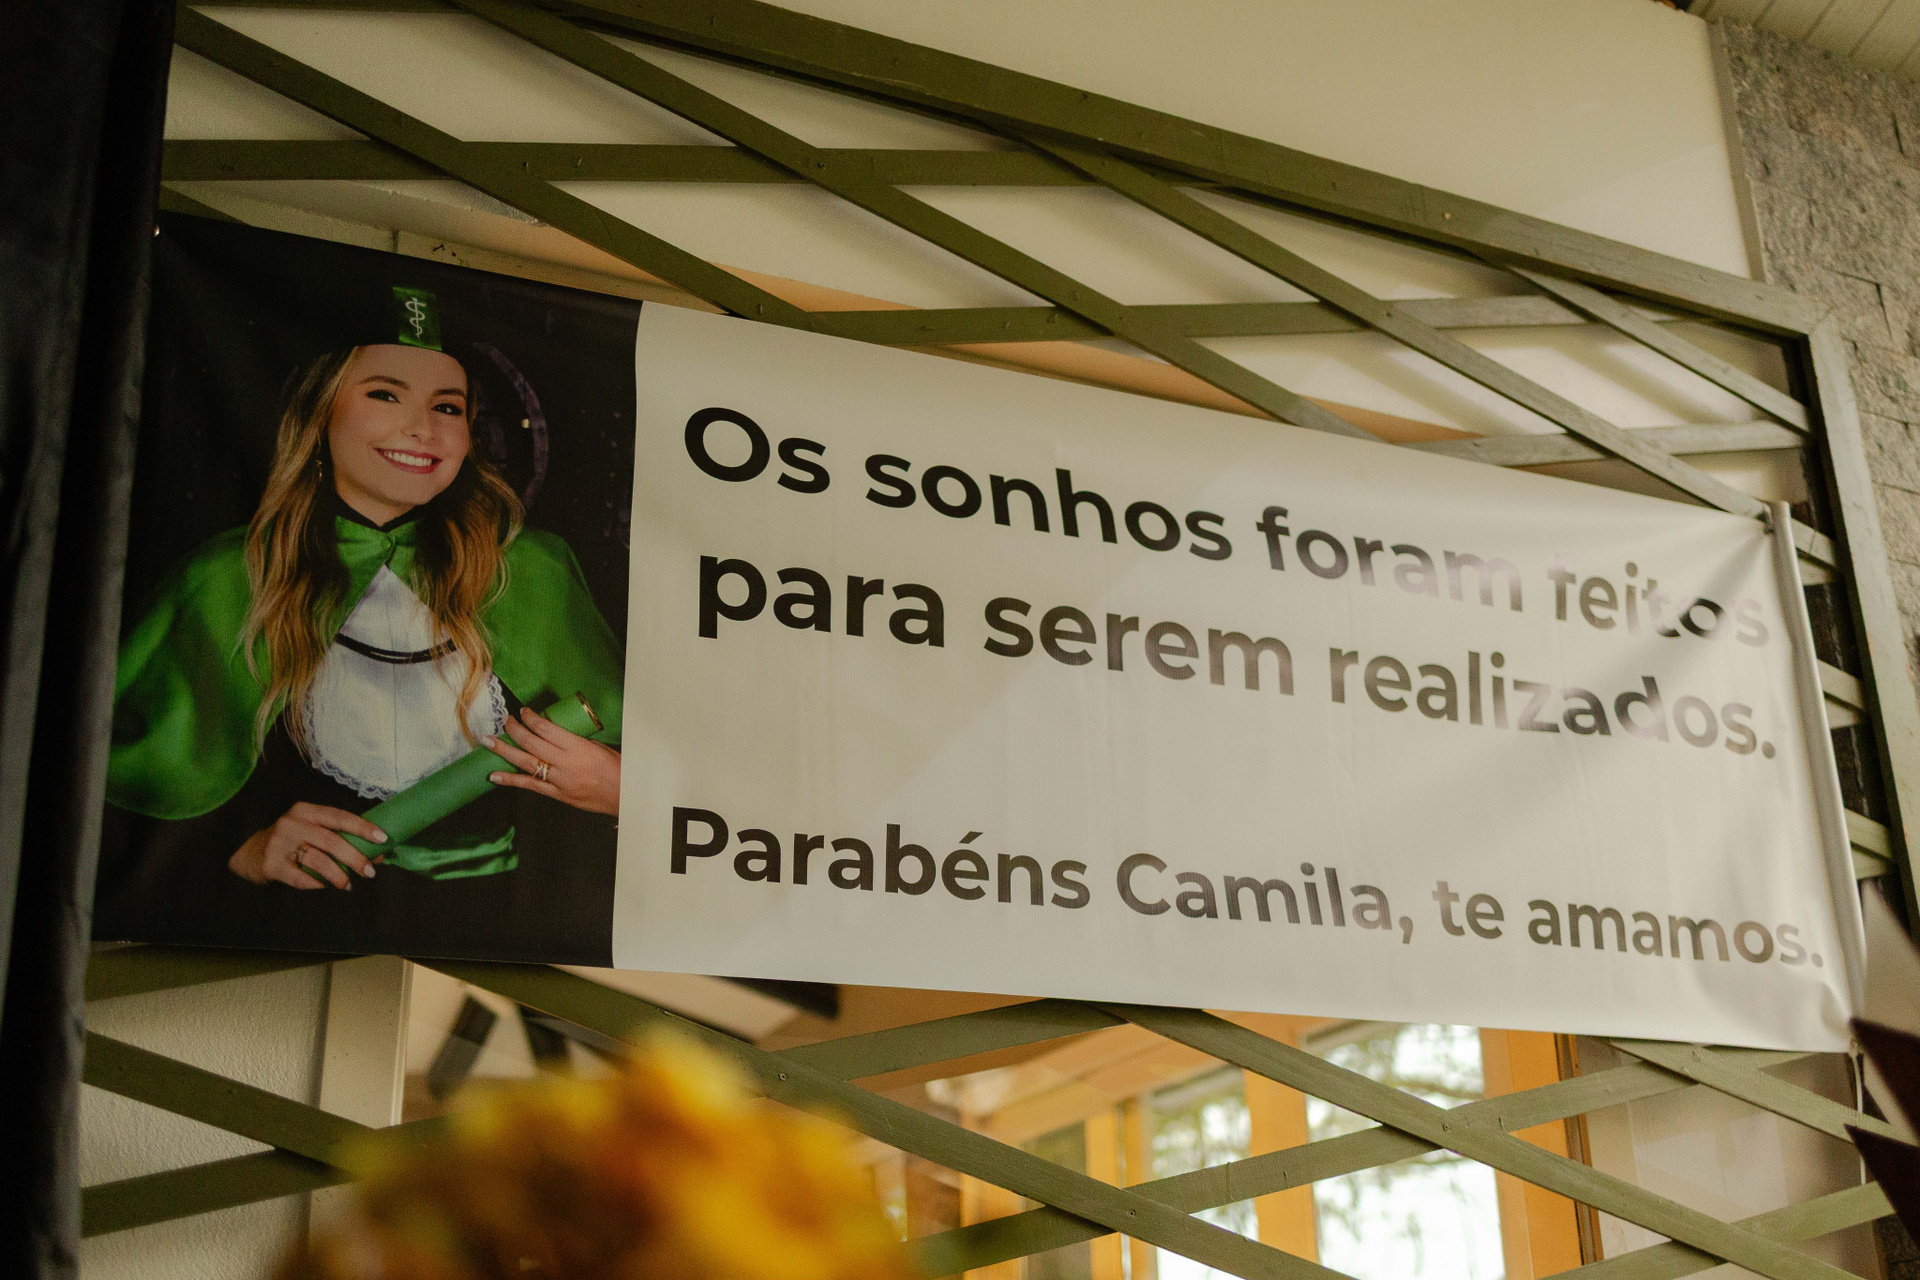 Os sonhos foram feitos
para serem realizados.
Parabéns Camila, te amamos.